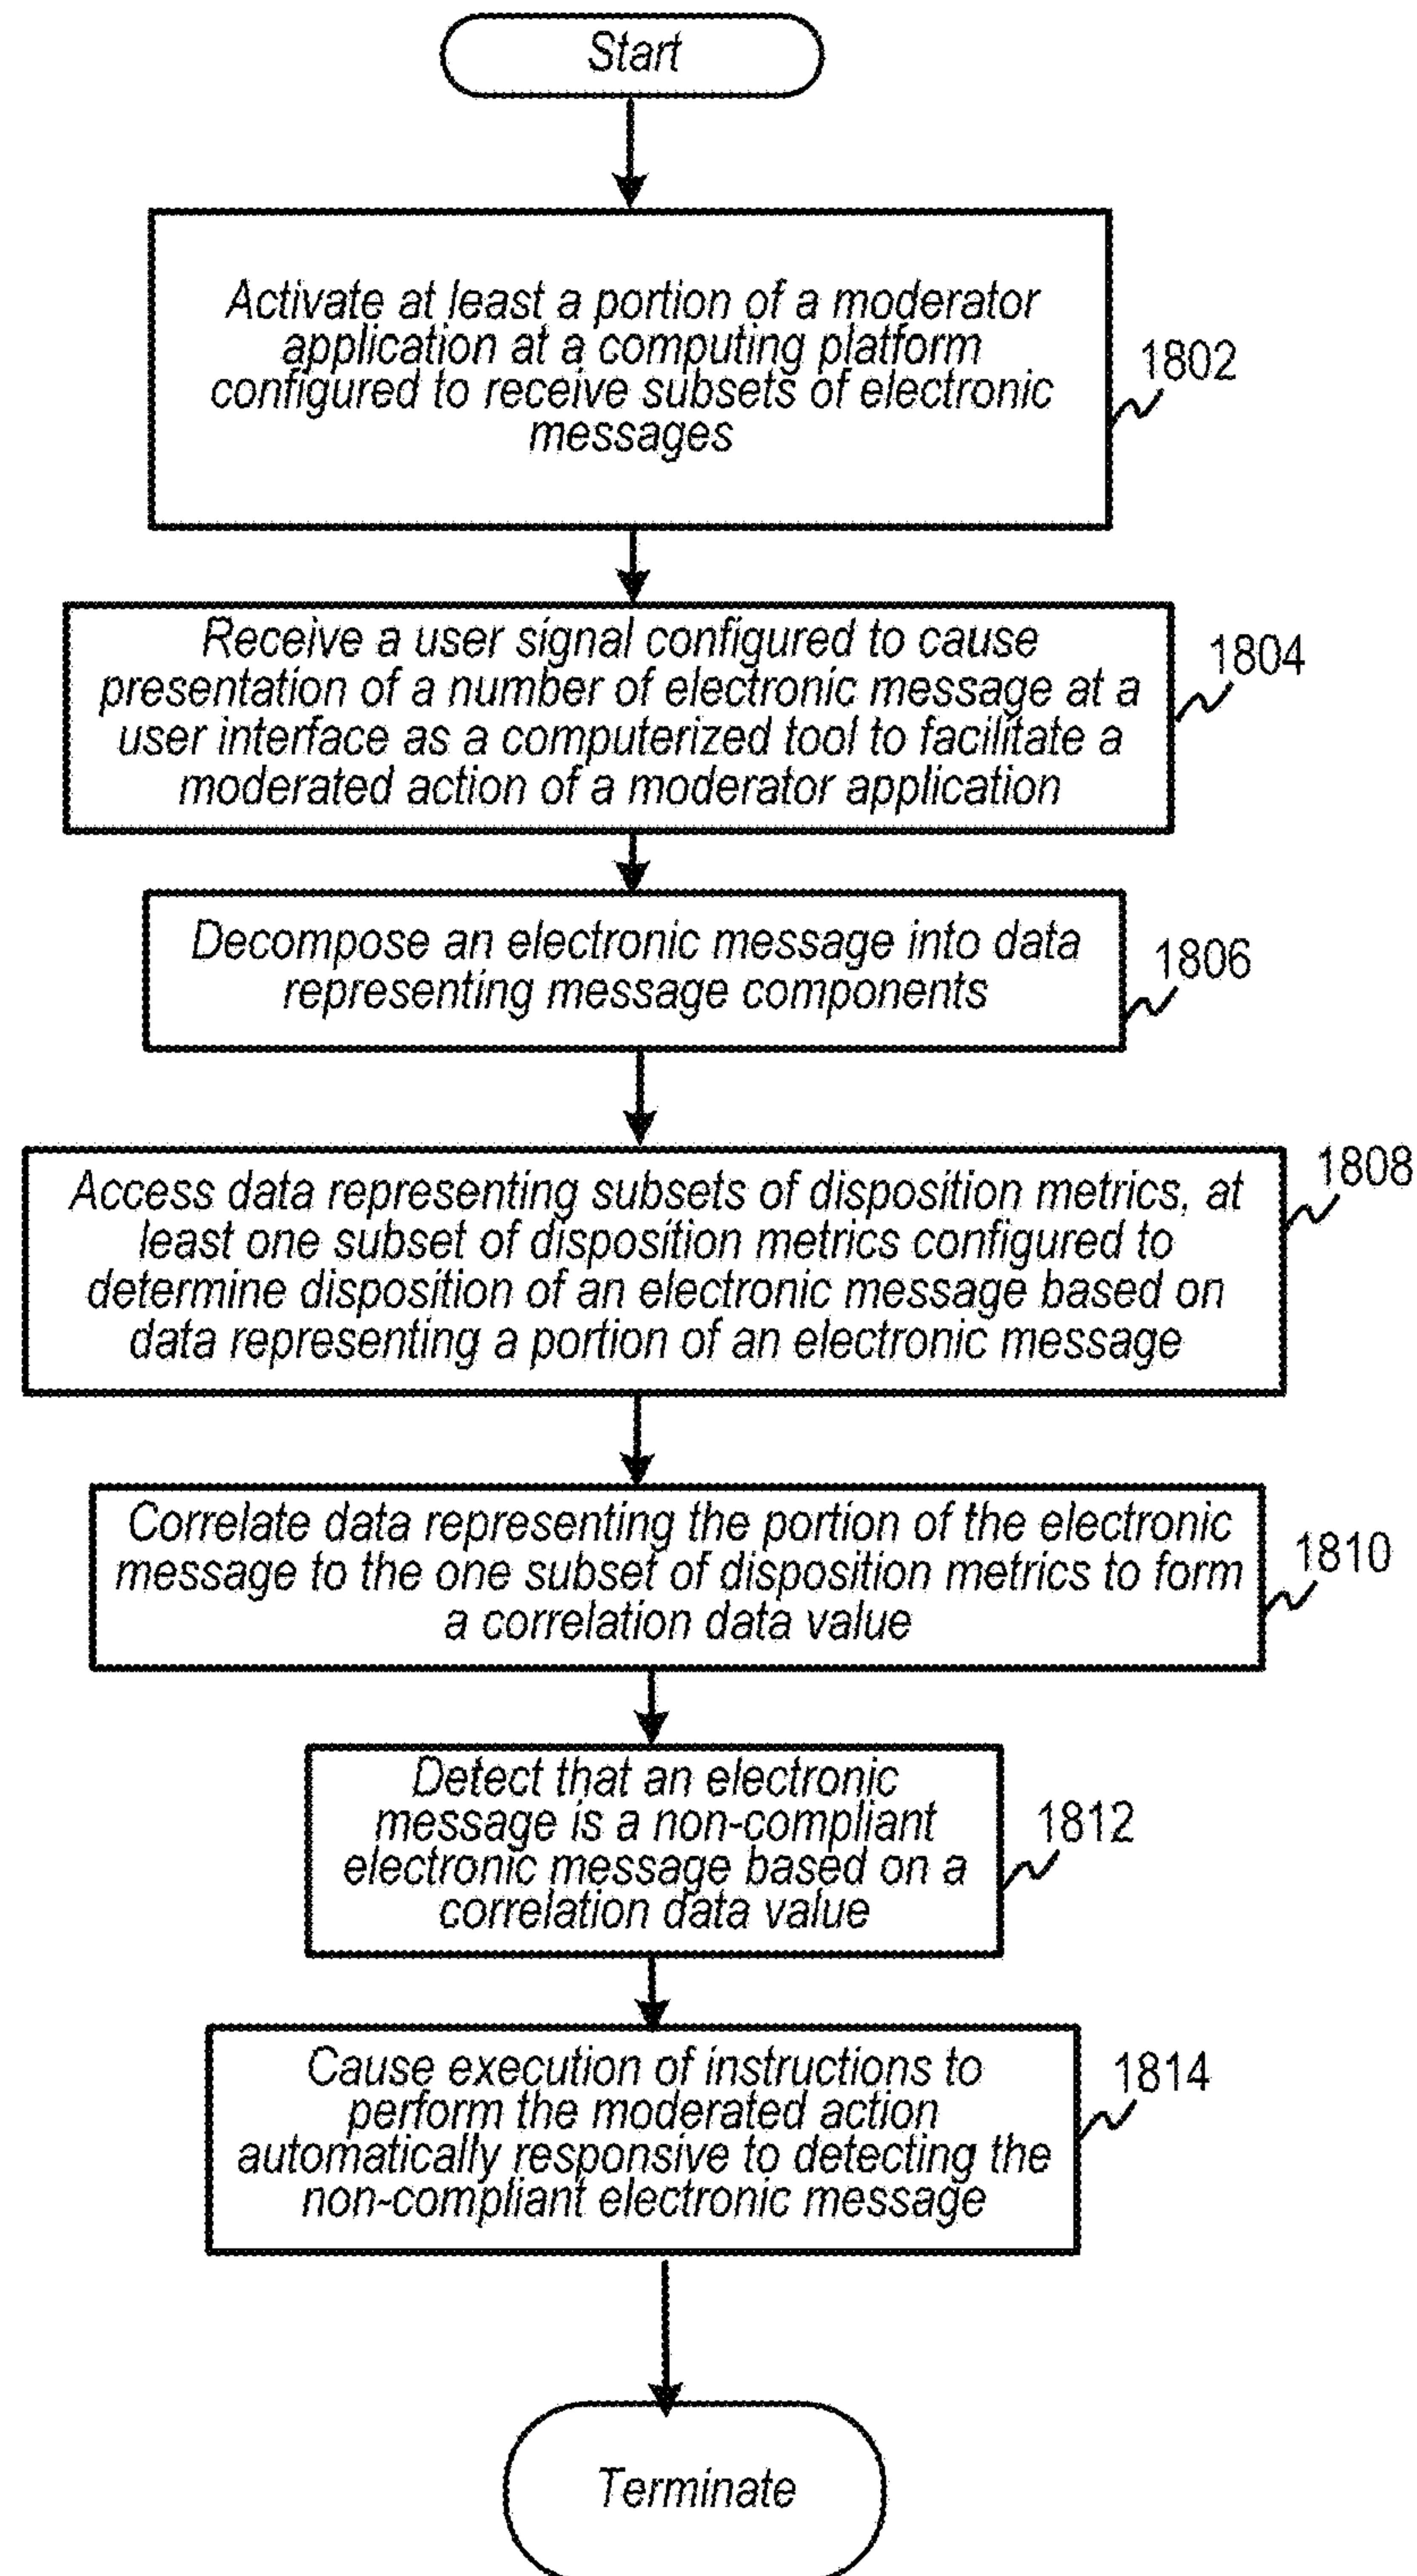 Start
Activate at least a portion of a moderator
application at a computing platform
configured to receive subsets of electronic
messages
1802
Receive a user signal configured to cause
presentation of a number of electronic message at a
user interface as a computerized tool to facilitate a
moderated action of a moderator application
1804
Decompose an electronic message into data
representing message components
1806
Access data representing subsets of disposition metrics, at
least one subset of disposition metrics configured to
determine disposition of an electronic message based on
data representing a portion of an electronic message
1808
Correlate data representing the portion of the electronic
message to the one subset of disposition metrics to form
a correlation data value
1810
Detect that an electronic
message is a non-compliant
electronic message based on a
correlation data value
1812
Cause execution of instructions to
perform the moderated action
automatically responsive to detecting the
non-compliant electronic message
1814
Terminate